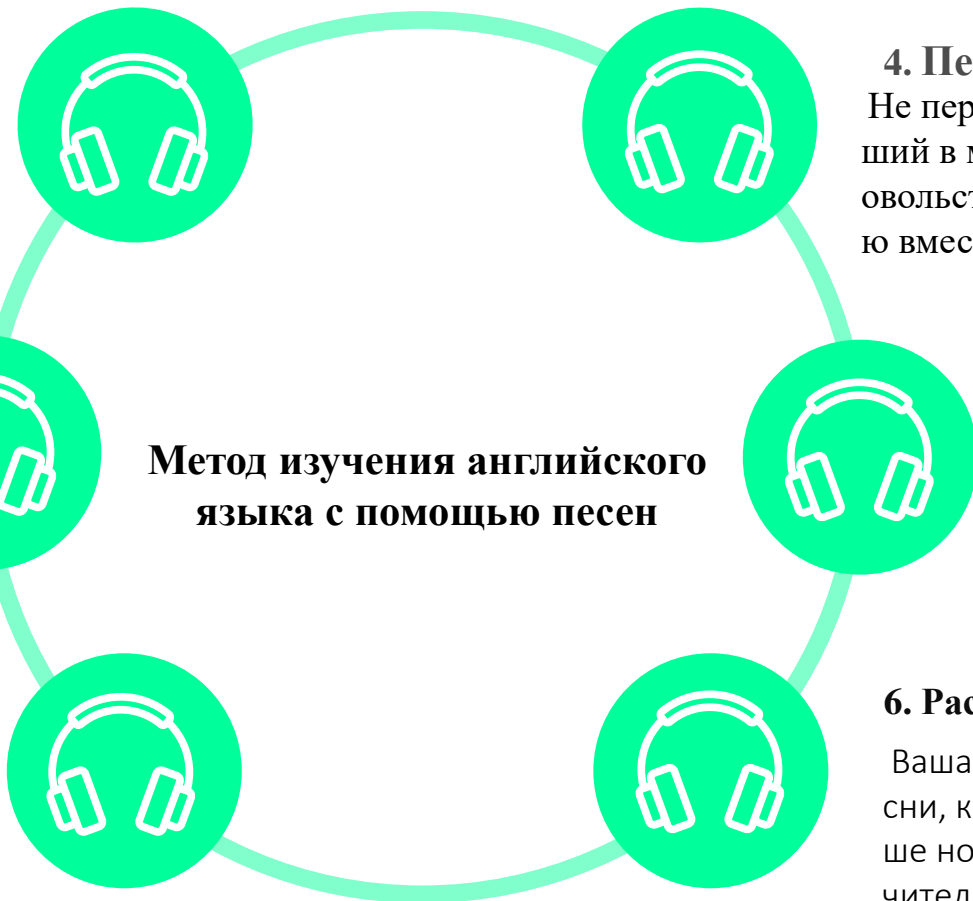 4. Пе
Не пер
ший в м
овольст
ю вмес
Метод изучения английского
языка с помощью песен
6. Рас
Ваша
сни, к
ше но
чител